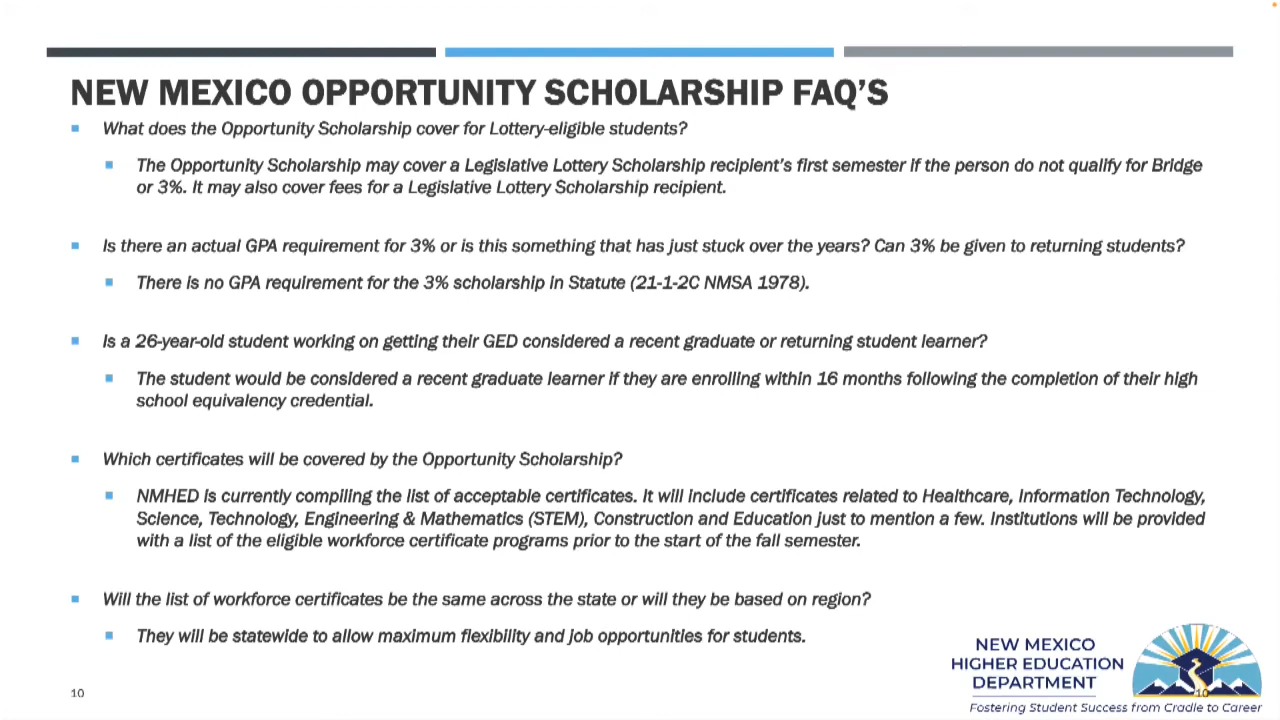 NEW MEXICO OPPORTUNITY SCHOLARSHIP FAQ'S
What does the Opportunity Scholarship cover for Lottery-eligible students?
The Opportunity Scholarship may cover a Legislative Lottery Scholarship recipient's first semester if the person do not qualify for Bridge
or 3%. It may also cover fees for a Legislative Lottery Scholarship recipient.
Is there an actual GPA requirement for 3% or is this something that has just stuck over the years? Can 3% be given to returning students?
There is no GPA requirement for the 3% scholarship in Statute (21-1-2C NMSA 1978).
Is a 26-year-old student working on getting their GED considered a recent graduate or returning student learner?
The student would be considered a recent graduate learner if they are enrolling within 16 months following the completion of their high
school equivalency credential.
Which certificates will be covered by the Opportunity Scholarship?
NMHED is currently compiling the list of acceptable certificates. It will include certificates related to Healthcare, Information Technology,
Science, Technology, Engineering & Mathematics (STEM), Construction and Education just to mention a few. Institutions will be provided
with a list of the eligible workforce certificate programs prior to the start of the fall semester.
Will the list of workforce certificates be the same across the state or will they be based on region?
They will be statewide to allow maximum flexibility and job opportunities for students.
NEW MEXICO
HIGHER EDUCATION
DEPARTMENT
Fostering Student Success from Cradle to Career
10
10